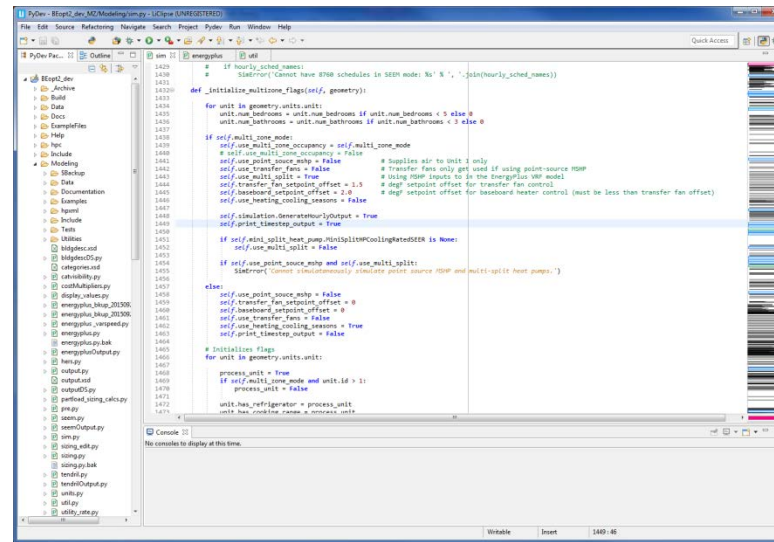 PyDev - BEopt2_dev_MZ/Modeling/sim.py - LiClipse (UNREGISTERED)
File Edit Source Refactoring Navigate Search Project Pydev Run Window Help
Quick Access
PyDev Pac...
Outline
BEopt2_dev
_Archive
Build
Data
Docs
ExampleFiles
Help
hpc
Include
Modeling
SBackup
Data
Documentation
Examples
hpxml
Include
Tests
Utilities
bldgdesc.xsd
bldgdescDS.py
categories.xsd
catvisibility.py
costMultipliers.py
display_values.py
energyplus_bkup_201509
energyplus_bkup_201509
energyplus_varspeed.py
energyplus.py
energyplus.py.bak
energyplusOutput.py
hers.py
output.py
output.xsd
outputDS.py
partload_sizing_calcs.py
pre.py
seem.py
seemOutput.py
sim.py
sizing_edit.py
sizing.py
sizing.py.bak
tendril.py
tendrilOutput.py
units.py
util.py
utility_rate.py
sim
energyplus
util
1429 # if hourly_sched_names:
1430 # SimError('Cannot have 8760 schedules in SEEM mode: %s' % ', '.join(hourly_sched_names))
1431
1432 def _initialize_multizone_flags(self, geometry):
1433
1434 for unit in geometry.units.unit:
1435 unit.num_bedrooms = unit.num_bedrooms if unit.num_bedrooms < 5 else 0
1436 unit.num_bathrooms = unit.num_bathrooms if unit.num_bathrooms < 3 else 0
1437
1438 if self.multi_zone_mode:
1439 self.use_multi_zone_occupancy = self.multi_zone_mode
1440 # self.use_multi_zone_occupancy = False
1441 self.use_point_souce_mshp = False # Supplies air to Unit 1 only
1442 self.use_transfer_fans = False # Transfer fans only get used if using point-source MSHP
1443 self.use_multi_split = True # Using MSHP inputs to in the EnergyPlus VRF model
1444 self.transfer_fan_setpoint_offset = 1.5 # degF setpoint offset for transfer fan control
1445 self.baseboard_setpoint_offset = 2.0 # degF setpoint offset for baseboard heater control (must be less than transfer fan offset)
1446 self.use_heating_cooling_seasons = False
1447
1448 self.simulation.GenerateHourlyOutput = True
1449 self.print_timestep_output = True
1450
1451 if self.mini_split_heat_pump.MiniSplitHPCoolingRatedSEER is None:
1452 self.use_multi_split = False
1453
1454 if self.use_point_souce_mshp and self.use_multi_split:
1455 SimError('Cannot simulataneously simulate point source MSHP and multi-split heat pumps.')
1456
1457 else:
1458 self.use_point_souce_mshp = False
1459 self.transfer_fan_setpoint_offset = 0
1460 self.baseboard_setpoint_offset = 0
1461 self.use_transfer_fans = False
1462 self.use_heating_cooling_seasons = True
1463 self.print_timestep_output = False
1464
1465 # Initializes flags
1466 for unit in geometry.units.unit:
1467
1468 process_unit = True
1469 if self.multi_zone_mode and unit.id > 1:
1470 process_unit = False
1471
1472 unit.has_refrigerator = process_unit
1473 unit.has_cooking_range = process_unit
Console
No consoles to display at this time.
Writable Insert 1449 : 46